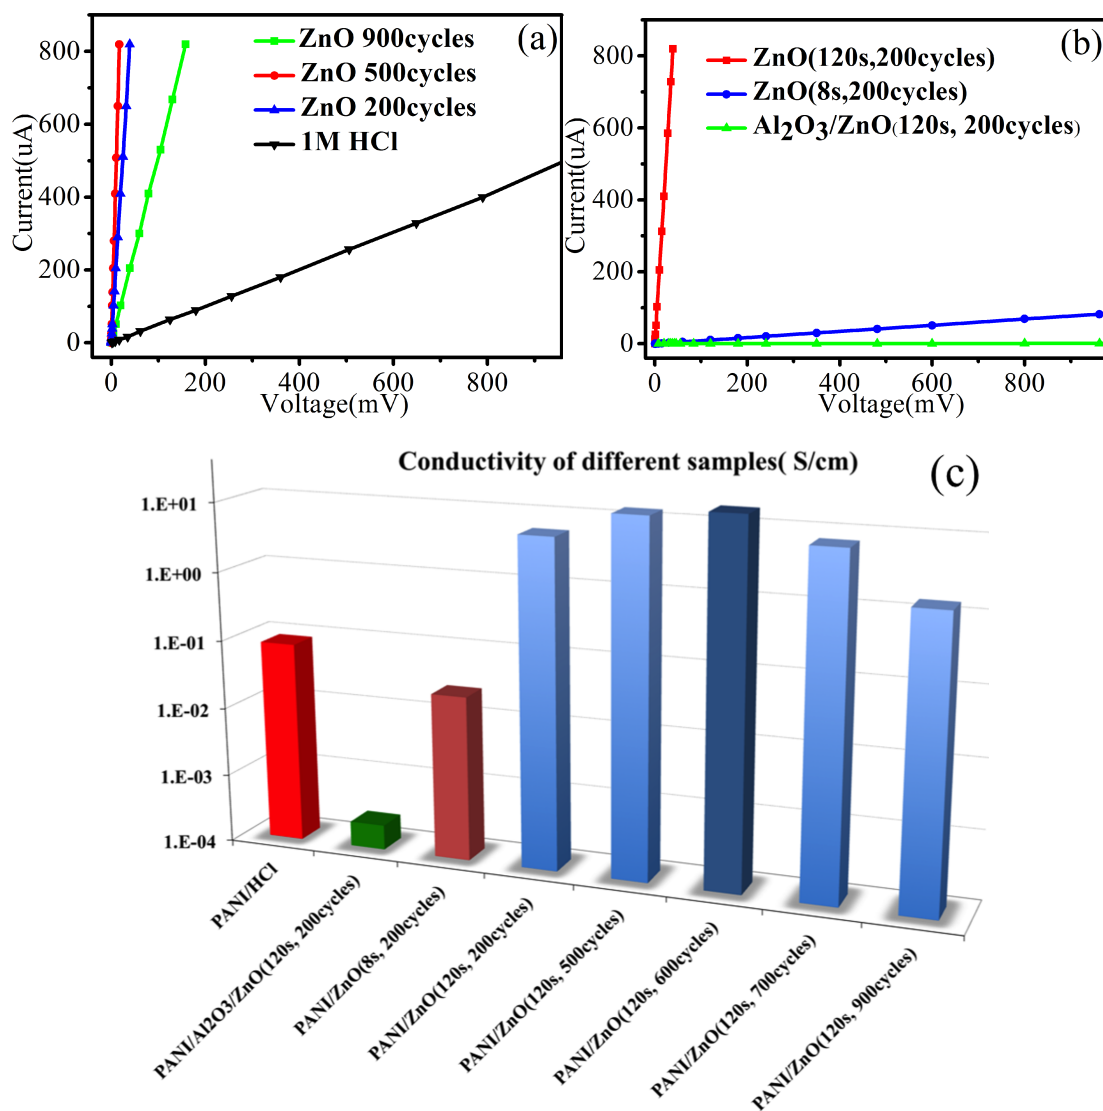 (a)
ZnO 900cycles
ZnO 500cycles
ZnO 200cycles
1M HCl
Current(uA)
800
600
400
200
0
0 200 400 600 800
Voltage(mV)
(b)
ZnO(120s,200cycles)
ZnO(8s,200cycles)
Al2O3/ZnO(120s, 200cycles)
Current(uA)
800
600
400
200
0
0 200 400 600 800
Voltage(mV)
Conductivity of different samples( S/cm)
(c)
1.E+01
1.E+00
1.E-01
1.E-02
1.E-03
1.E-04
PANI/HCl
PANI/Al2O3/ZnO(120s, 200cycles)
PANI/ZnO(8s, 200cycles)
PANI/ZnO(120s, 200cycles)
PANI/ZnO(120s, 500cycles)
PANI/ZnO(120s, 600cycles)
PANI/ZnO(120s, 700cycles)
PANI/ZnO(120s, 900cycles)